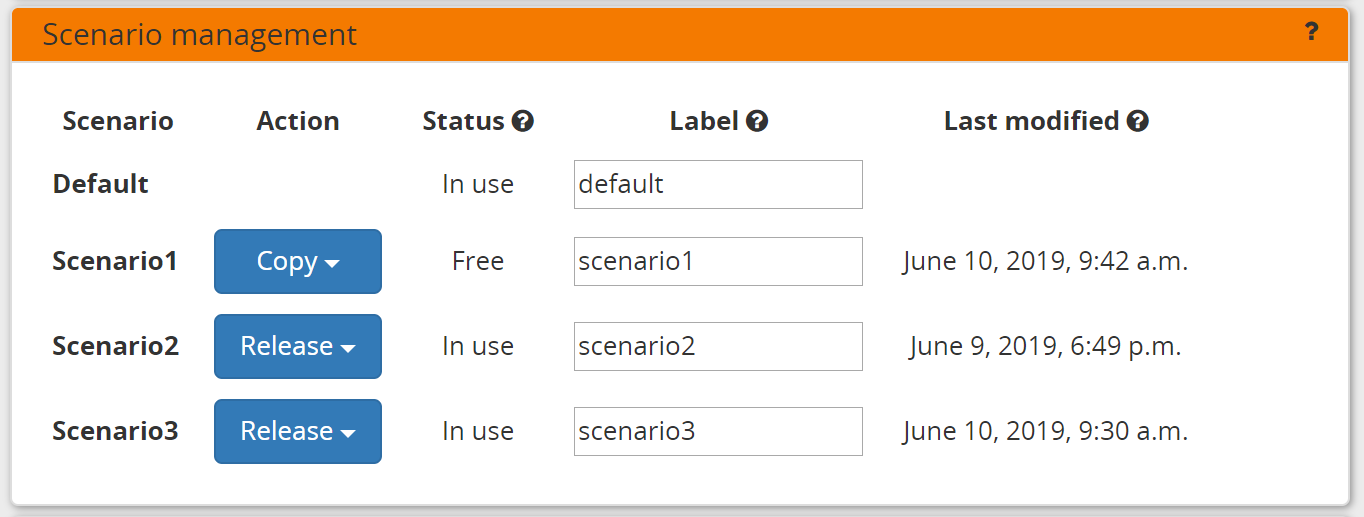 Scenario management ?
Scenario Action Status ? Label ? Last modified ?
Default In use default
Scenario1 Copy Free scenario1 June 10, 2019, 9:42 a.m.
Scenario2 Release In use scenario2 June 9, 2019, 6:49 p.m.
Scenario3 Release In use scenario3 June 10, 2019, 9:30 a.m.